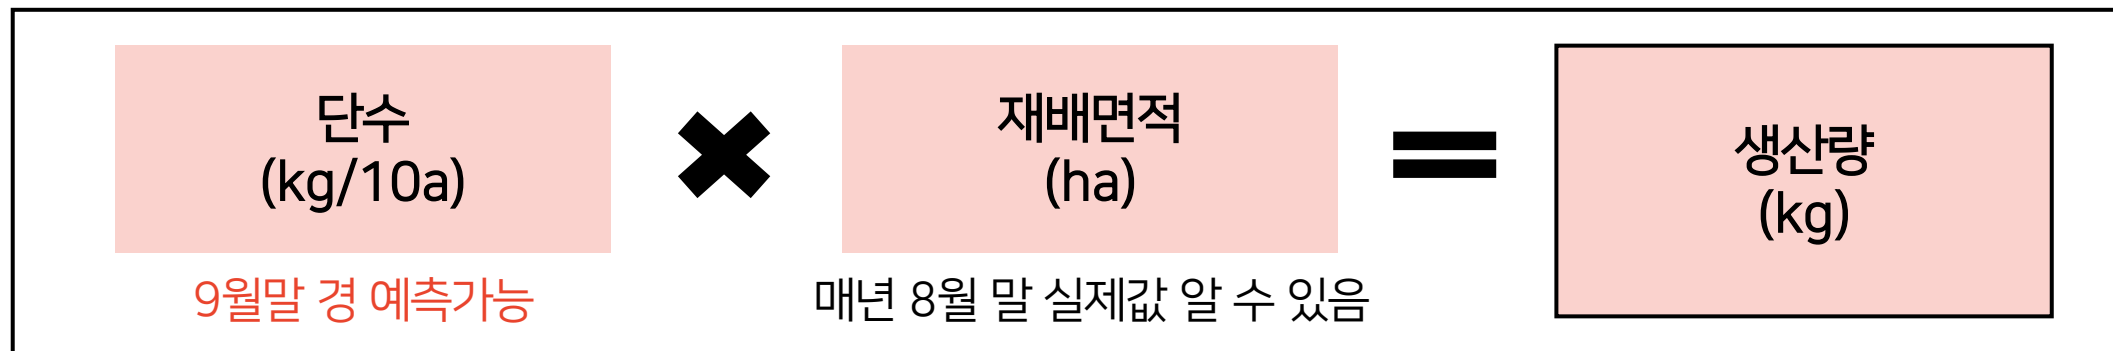 단수
(kg/10a)
✖
재배면적
(ha)
=
생산량
(kg)
9월말 경 예측가능
매년 8월 말 실제값 알 수 있음